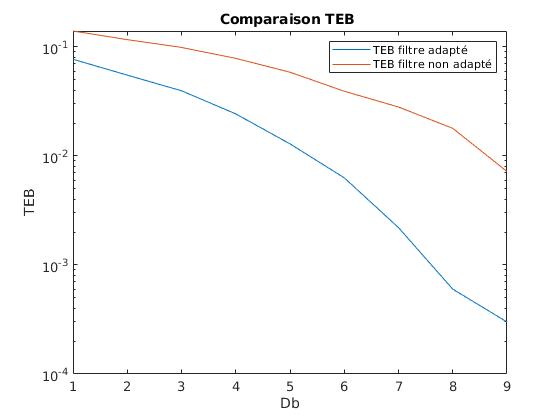 Comparaison TEB
TEB filtre adapté
TEB filtre non adapté
10-1
10-2
10-3
10-4
TEB
1 2 3 4 5 6 7 8 9
Db